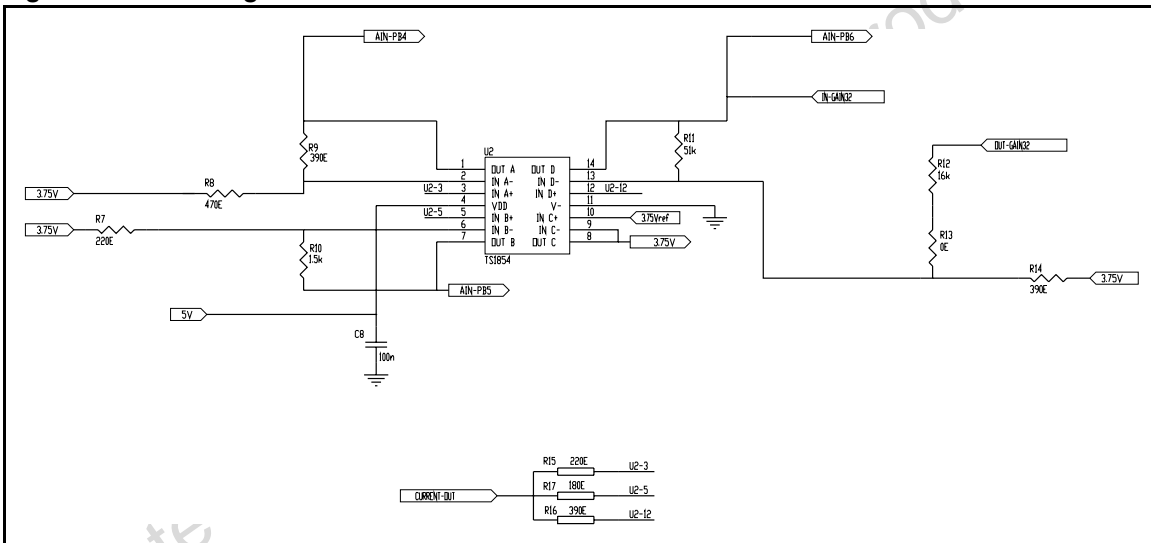 AIN-PB4
AIN-PB6
IN-GAIN32
R9
390E
R11
51k
OUT-GAIN32
R12
16k
U2
1 OUT A OUT D 14
2 IN A- IN D- 13
U2-3 3 IN A+ IN D+ 12 U2-12
4 VDD V- 11
U2-5 5 IN B+ IN C+ 10 3.75Vref
6 IN B- IN C- 9
7 OUT B OUT C 8 3.75V
TS1854
3.75V
R8
470E
3.75V
R7
220E
R10
1.5k
R13
0E
R14
390E
3.75V
AIN-PB5
5V
C8
100n
R15 220E U2-3
R17 180E U2-5
CURRENT-OUT
R16 390E U2-12